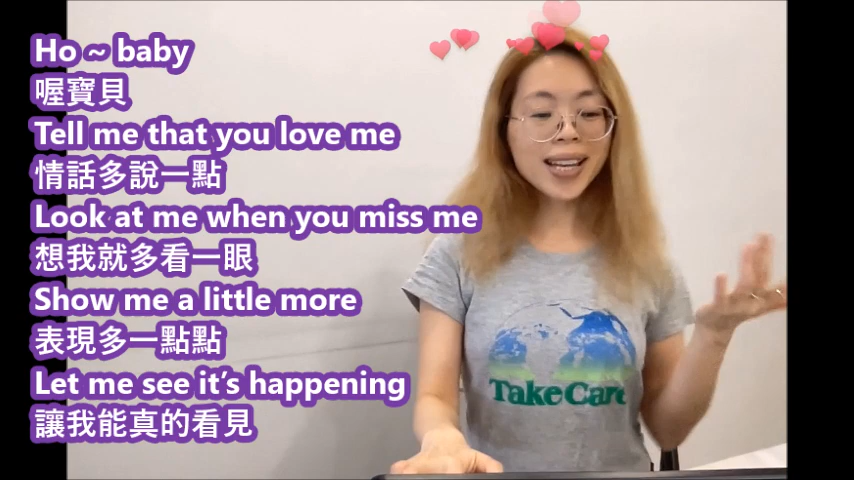 Ho ~ baby
喔寶貝
Tell me that you love me
情話多說一點
Look at me when you miss me
想我就多看一眼
Show me a little more
表現多一點點
Let me see it’s happening
讓我能真的看見
Take Care